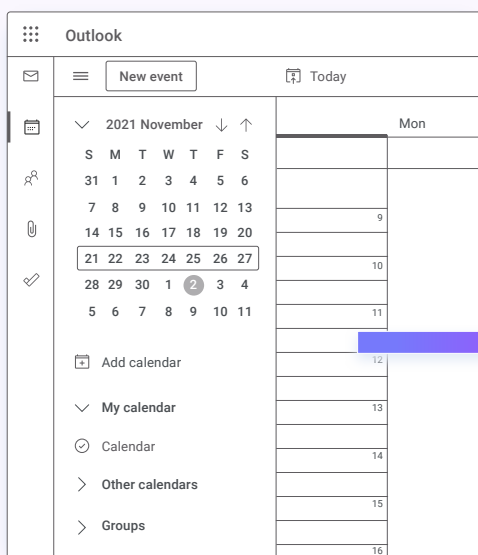 Outlook
New event
Today
2021 November
S M T W T F S
31 1 2 3 4 5 6
7 8 9 10 11 12 13
14 15 16 17 18 19 20
21 22 23 24 25 26 27
28 29 30 1 2 3 4
5 6 7 8 9 10 11
Add calendar
My calendar
Calendar
Other calendars
Groups
Mon
9
10
11
12
13
14
15
16